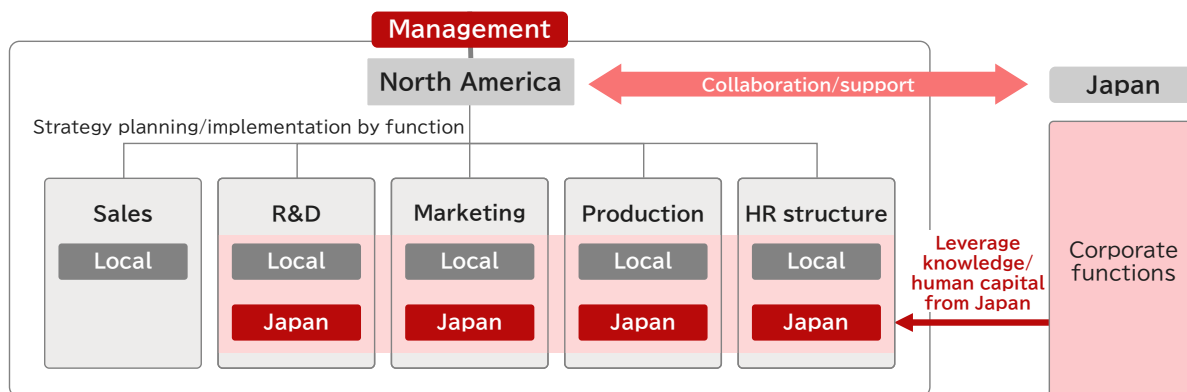 Management
North America
Collaboration/support
Japan
Strategy planning/implementation by function
Sales
R&D
Marketing
Production
HR structure
Local
Local
Local
Local
Local
Japan
Japan
Japan
Japan
Leverage
knowledge/
human capital
from Japan
Corporate
functions